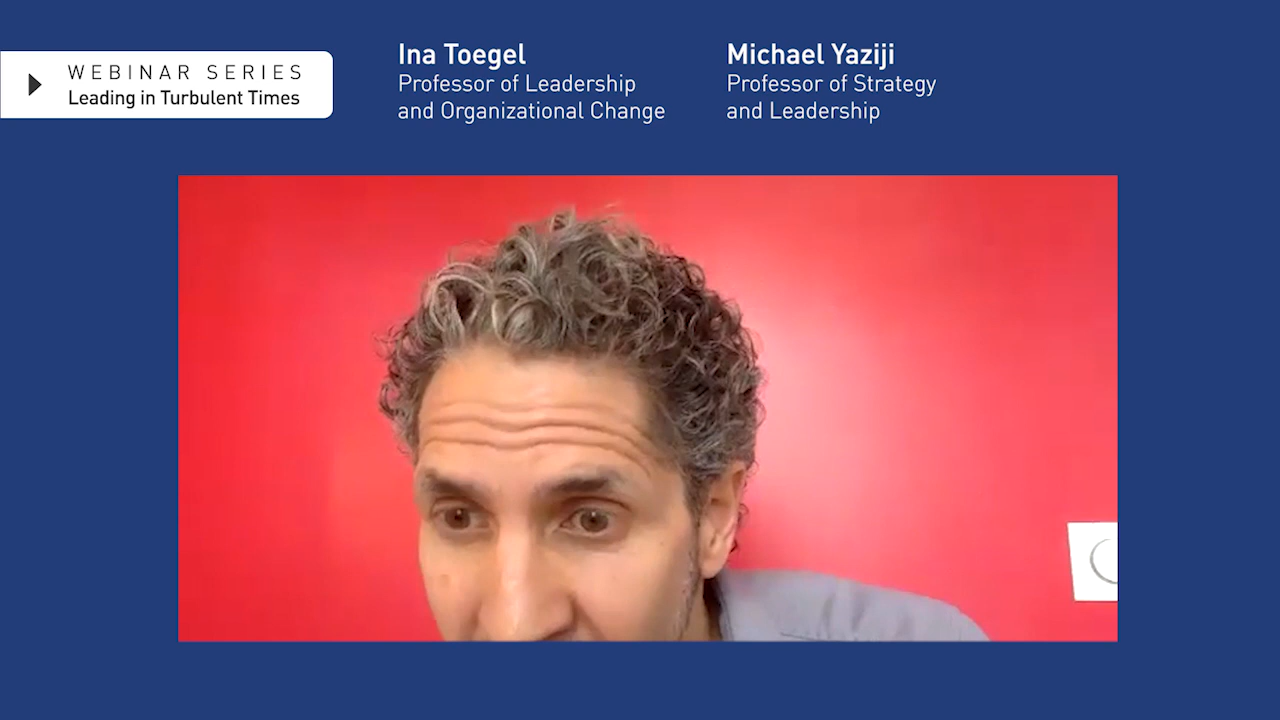 WEBINAR SERIES
Leading in Turbulent Times
Ina Toegel
Professor of Leadership
and Organizational Change
Michael Yaziji
Professor of Strategy
and Leadership